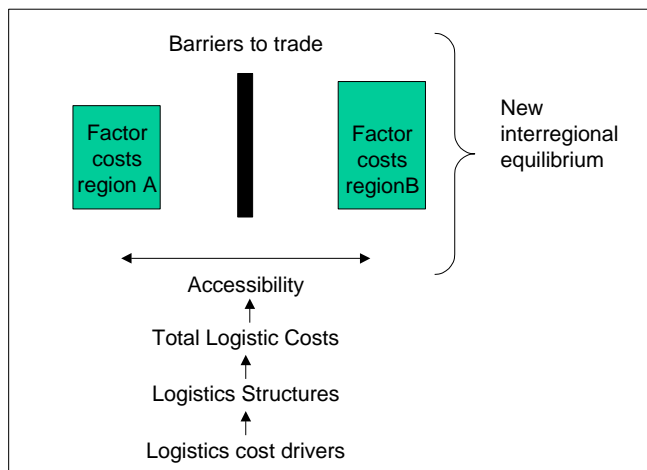 Barriers to trade
Factor
costs
region A
Factor
costs
regionB
New
interregional
equilibrium
Accessibility
Total Logistic Costs
Logistics Structures
Logistics cost drivers